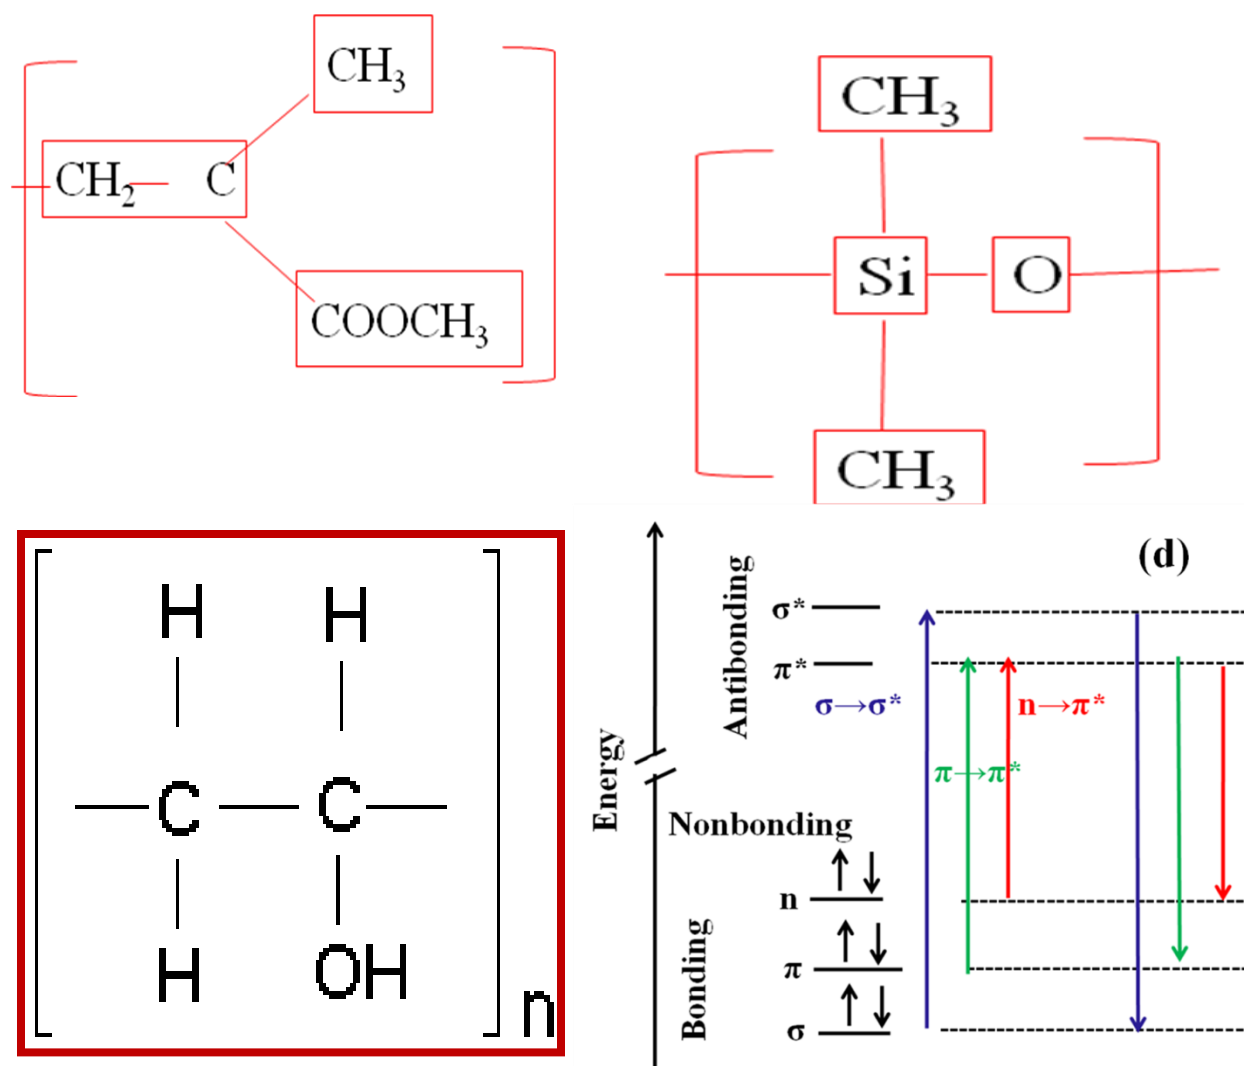 CH₃
CH₂ C
COOCH₃
CH₃
Si O
CH₃
H H
C C
H OH
n
(d)
Energy
Antibonding
Nonbonding
Bonding
σ*
π*
σ→σ*
n→π*
π→π*
n
π
σ